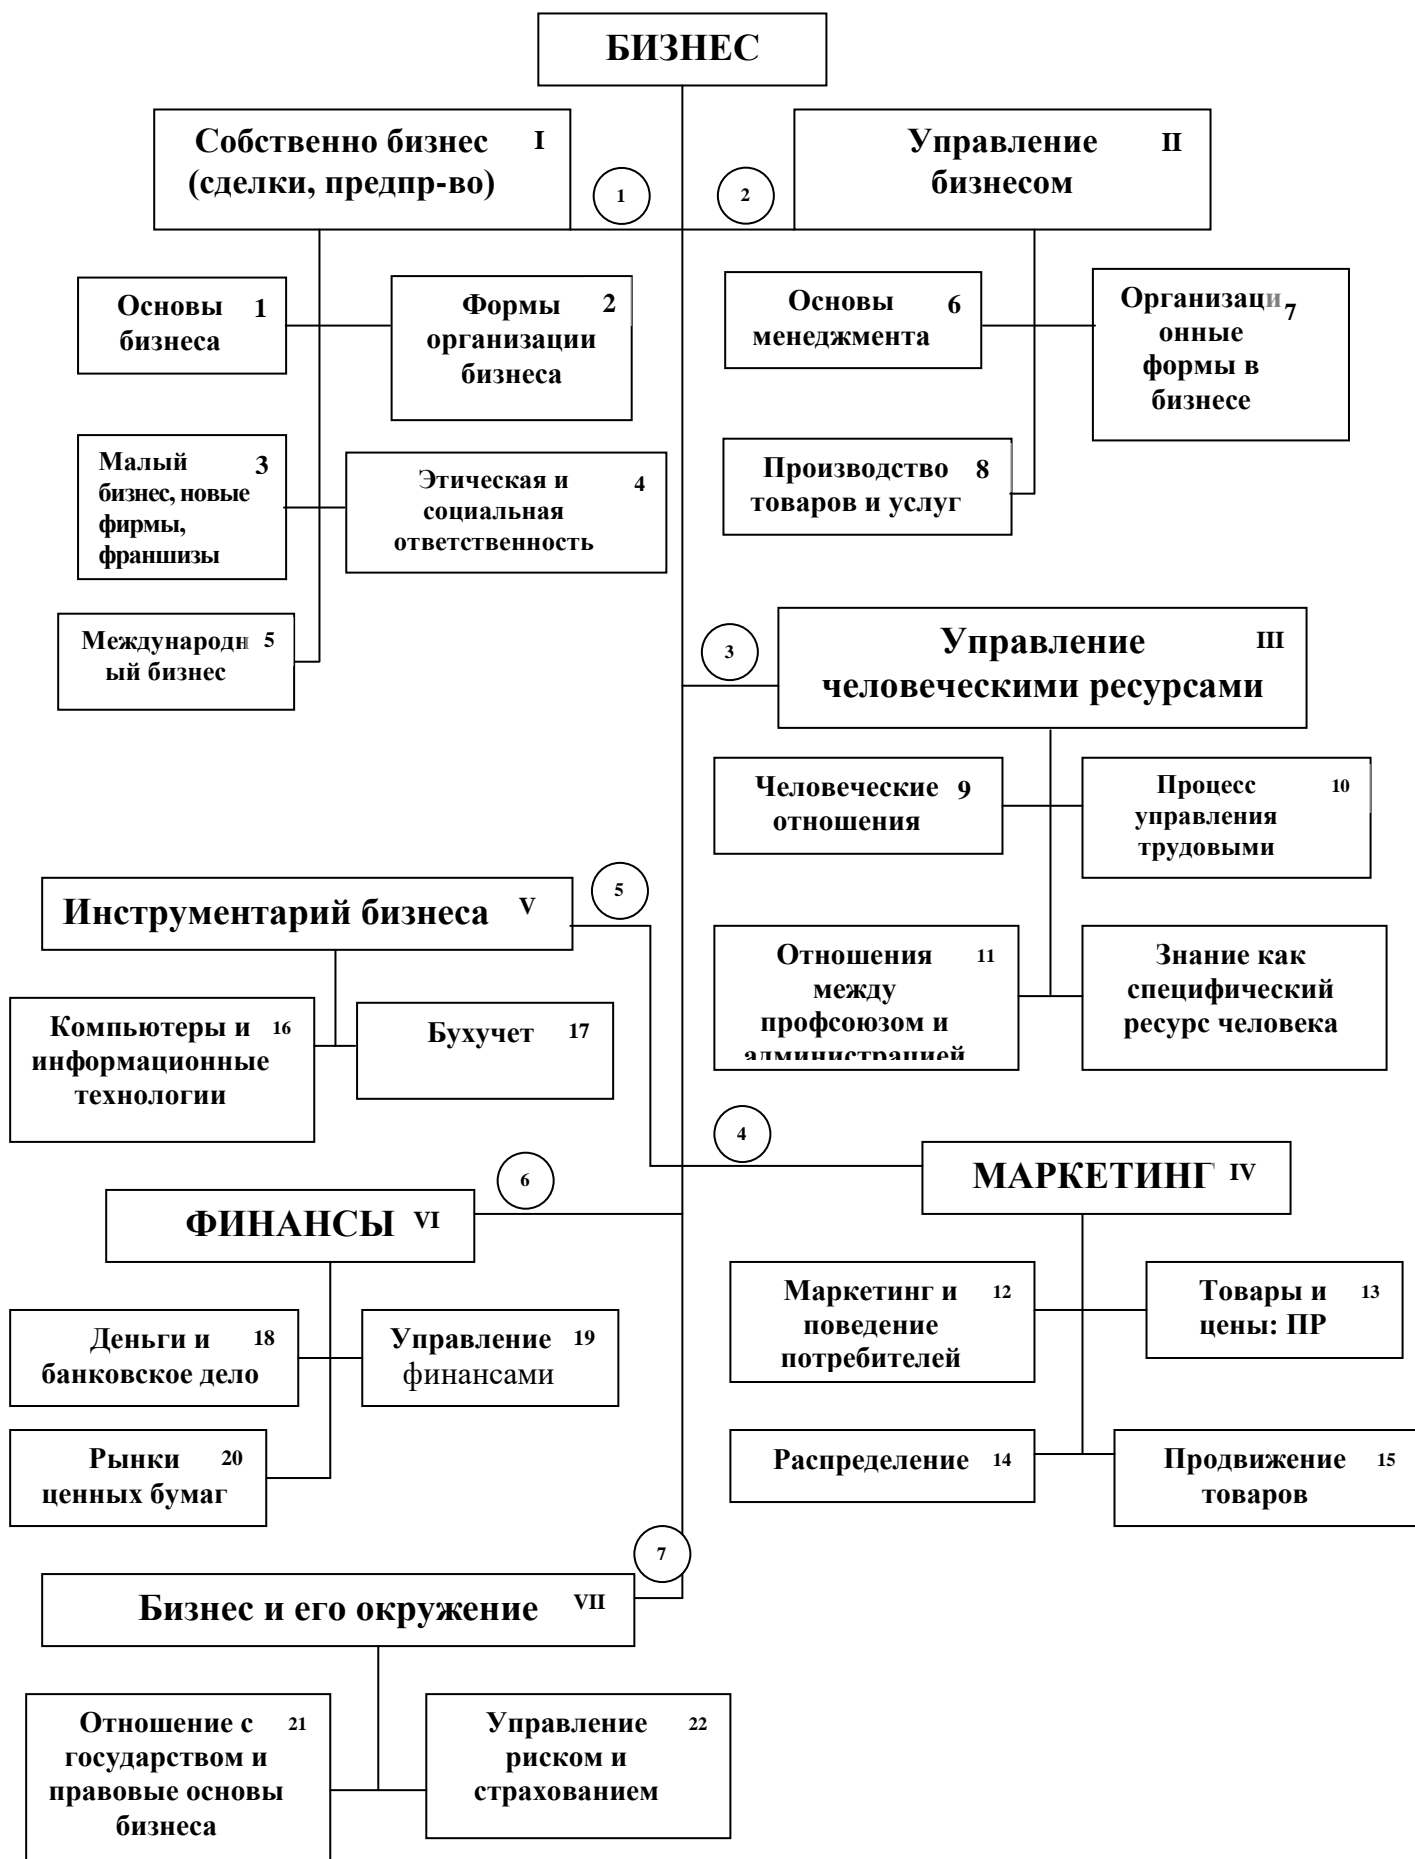 БИЗНЕС
Собственно бизнес I
(сделки, предпр-во)
1
2
Управление II
бизнесом
Основы 1
бизнеса
Формы 2
организации
бизнеса
Основы 6
менеджмента
Организаци 7
онные
формы в
бизнесе
Малый 3
бизнес, новые
фирмы,
франшизы
Этическая и 4
социальная
ответственность
Производство 8
товаров и услуг
Международн 5
ый бизнес
3
Управление III
человеческими ресурсами
Человеческие 9
отношения
Процесс 10
управления
трудовыми
Инструментарий бизнеса V
5
Отношения 11
между
профсоюзом и
администрацией
Знание как
специфический
ресурс человека
Компьютеры и 16
информационные
технологии
Бухучет 17
4
МАРКЕТИНГ IV
6
ФИНАНСЫ VI
Маркетинг и 12
поведение
потребителей
Товары и 13
цены: ПР
Деньги и 18
банковское дело
Управление 19
финансами
Распределение 14
Продвижение 15
товаров
Рынки 20
ценных бумаг
7
Бизнес и его окружение VII
Отношение с 21
государством и
правовые основы
бизнеса
Управление 22
риском и
страхованием